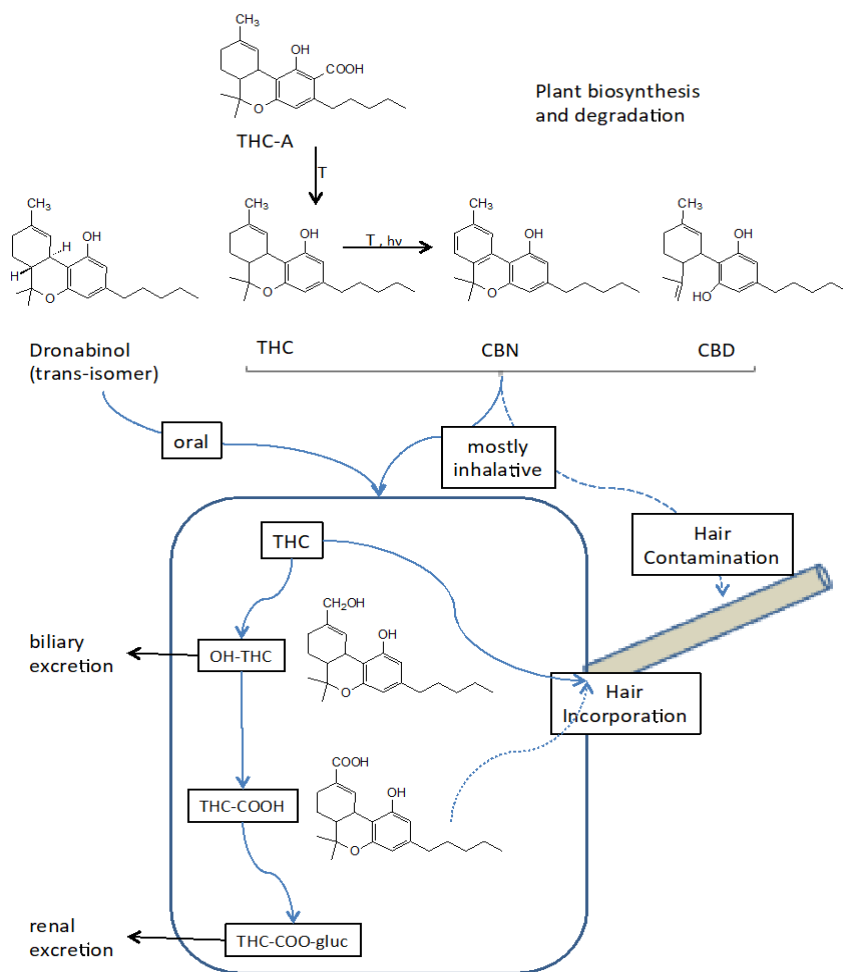 CH3
OH
COOH
O
THC-A
Plant biosynthesis
and degradation
T
CH3
H
OH
H
O
CH3
OH
O
T , hν
CH3
OH
O
CH3
OH
HO
Dronabinol
(trans-isomer)
THC
CBN
CBD
oral
mostly
inhalative
Hair
Contamination
THC
CH2OH
OH
O
biliary
excretion
OH-THC
Hair
Incorporation
COOH
OH
O
THC-COOH
renal
excretion
THC-COO-gluc